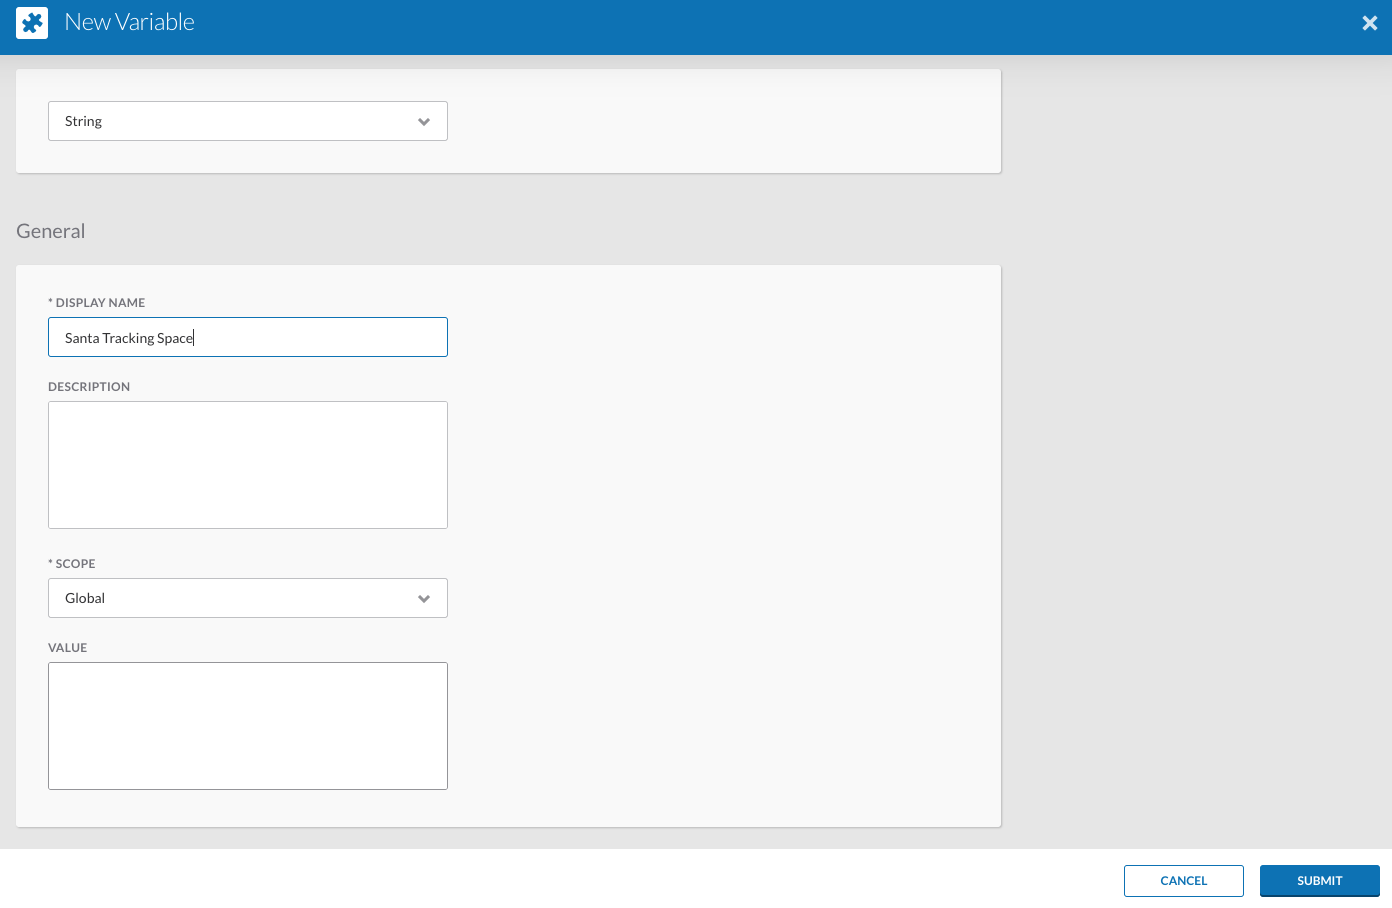 New Variable
String
General
* DISPLAY NAME
Santa Tracking Space
DESCRIPTION
* SCOPE
Global
VALUE
CANCEL
SUBMIT